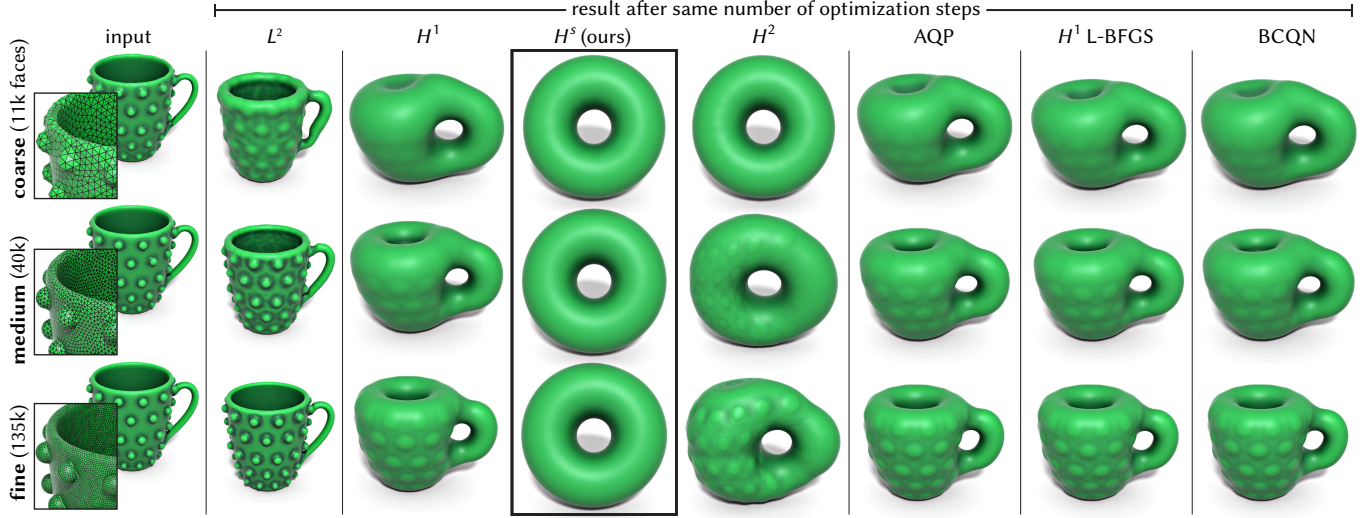 result after same number of optimization steps
input
L²
H¹
Hˢ (ours)
H²
AQP
H¹ L-BFGS
BCQN
coarse (11k faces)
medium (40k)
fine (135k)